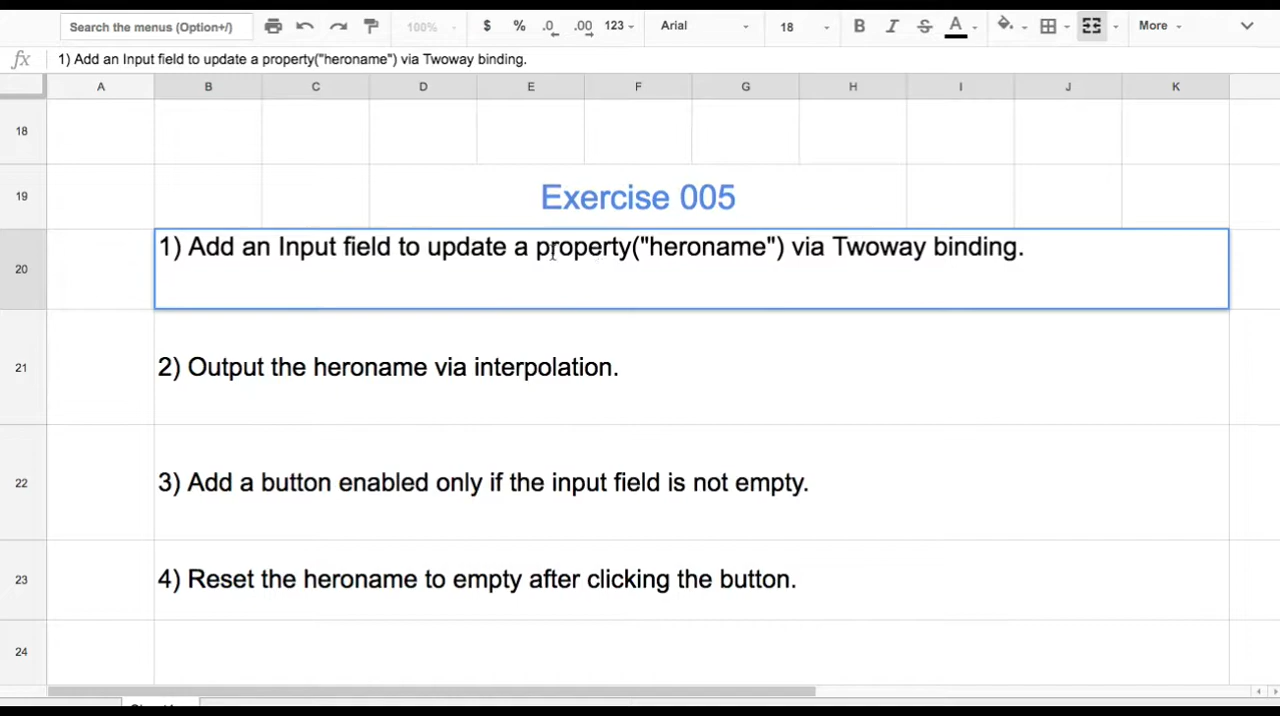 Search the menus (Option+/) 100% $ % .0 .00 123 Arial 18 B I S A More
fx 1) Add an Input field to update a property("heroname") via Twoway binding.
A B C D E F G H I J K
18
19 Exercise 005
20 1) Add an Input field to update a property("heroname") via Twoway binding.
21 2) Output the heroname via interpolation.
22 3) Add a button enabled only if the input field is not empty.
23 4) Reset the heroname to empty after clicking the button.
24